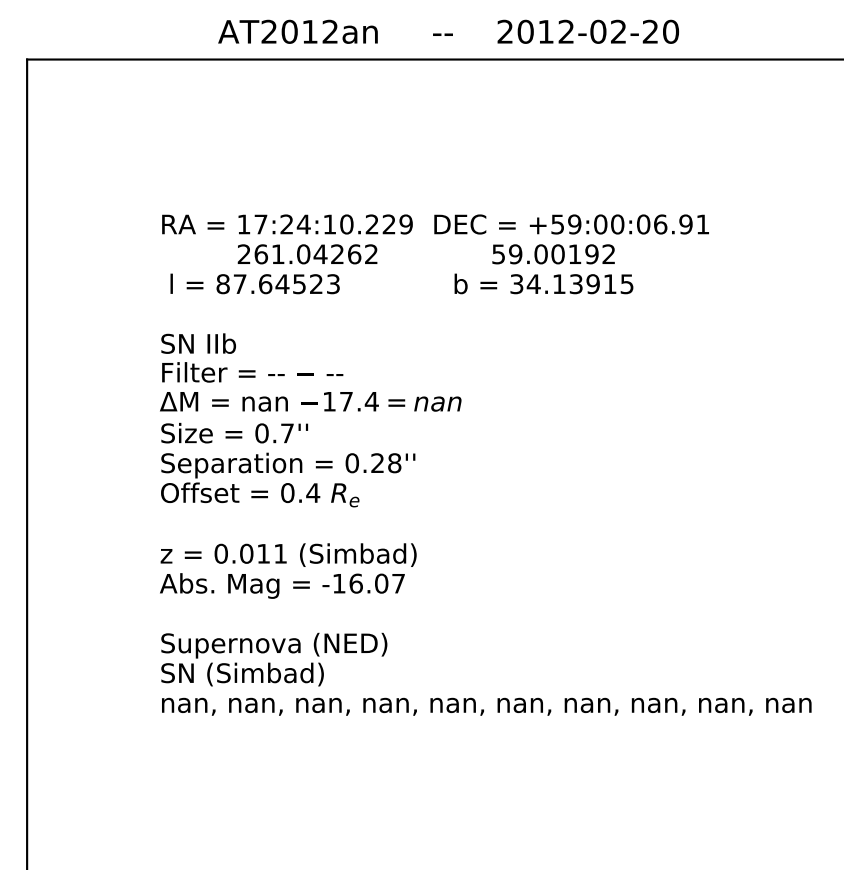 AT2012an -- 2012-02-20
RA = 17:24:10.229 DEC = +59:00:06.91
261.04262 59.00192
l = 87.64523 b = 34.13915
SN IIb
Filter = -- − --
ΔM = nan −17.4 = nan
Size = 0.7''
Separation = 0.28''
Offset = 0.4 Rₑ
z = 0.011 (Simbad)
Abs. Mag = -16.07
Supernova (NED)
SN (Simbad)
nan, nan, nan, nan, nan, nan, nan, nan, nan, nan